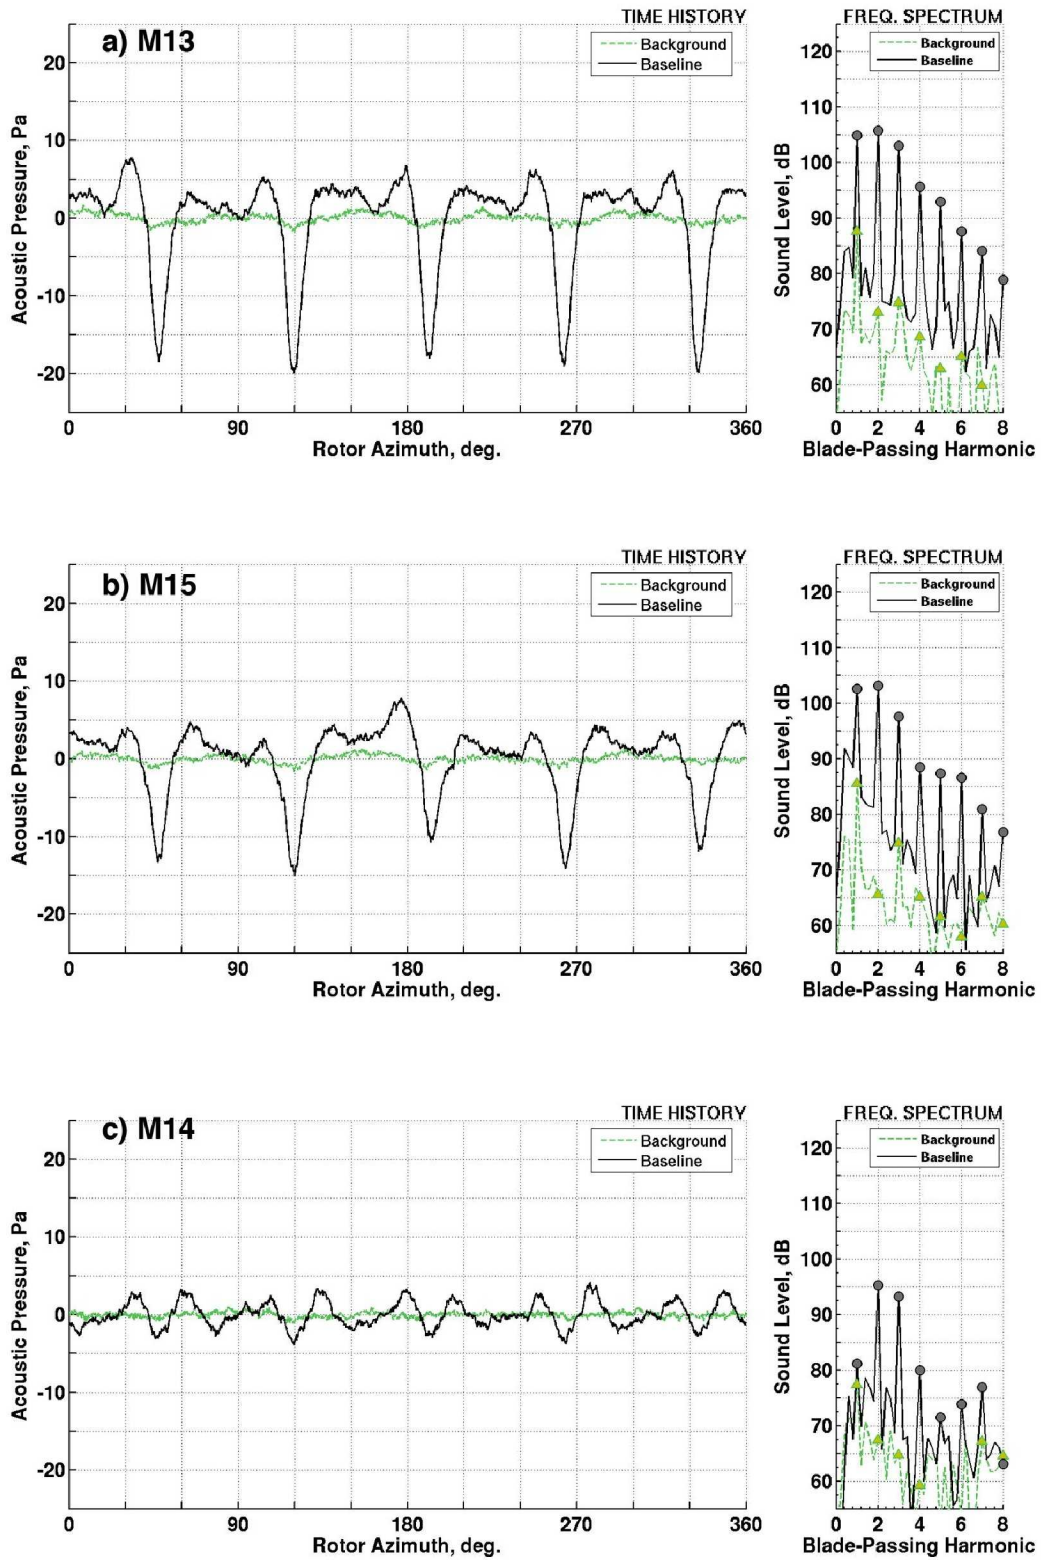 a) M13
TIME HISTORY
Background
Baseline
Acoustic Pressure, Pa
20
10
0
-10
-20
0 90 180 270 360
Rotor Azimuth, deg.
FREQ. SPECTRUM
Background
Baseline
Sound Level, dB
120
110
100
90
80
70
60
0 2 4 6 8
Blade-Passing Harmonic
b) M15
TIME HISTORY
Background
Baseline
Acoustic Pressure, Pa
20
10
0
-10
-20
0 90 180 270 360
Rotor Azimuth, deg.
FREQ. SPECTRUM
Background
Baseline
Sound Level, dB
120
110
100
90
80
70
60
0 2 4 6 8
Blade-Passing Harmonic
c) M14
TIME HISTORY
Background
Baseline
Acoustic Pressure, Pa
20
10
0
-10
-20
0 90 180 270 360
Rotor Azimuth, deg.
FREQ. SPECTRUM
Background
Baseline
Sound Level, dB
120
110
100
90
80
70
60
0 2 4 6 8
Blade-Passing Harmonic